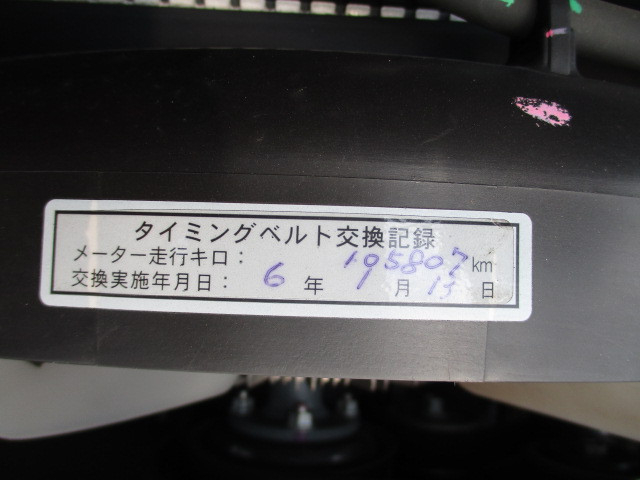 タイミングベルト交換記録
メーター走行キロ: 195807 km
交換実施年月日: 6 年 1 月 15 日